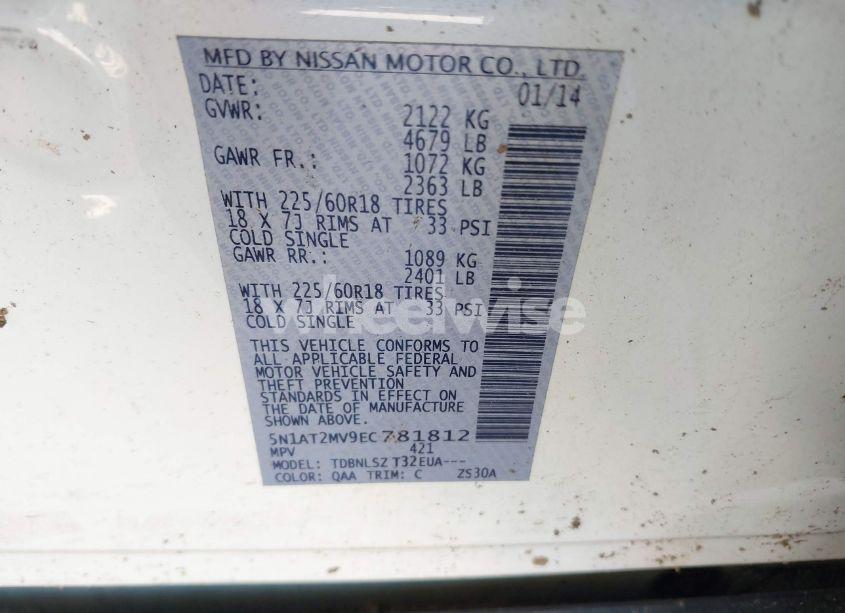 MFD BY NISSAN MOTOR CO., LTD.
DATE: 01/14
GVWR: 2122 KG
4679 LB
GAWR FR.: 1072 KG
2363 LB
WITH 225/60R18 TIRES
18 X 7J RIMS AT 33 PSI
COLD SINGLE
GAWR RR.: 1089 KG
2401 LB
WITH 225/60R18 TIRES
18 X 7J RIMS AT 33 PSI
COLD SINGLE
wheelwise
THIS VEHICLE CONFORMS TO
ALL APPLICABLE FEDERAL
MOTOR VEHICLE SAFETY AND
THEFT PREVENTION
STANDARDS IN EFFECT ON
THE DATE OF MANUFACTURE
SHOWN ABOVE.
5N1AT2MV9EC781812
MPV 421
MODEL: TDBNLSZ T32EUA---
COLOR: QAA TRIM: C ZS30A